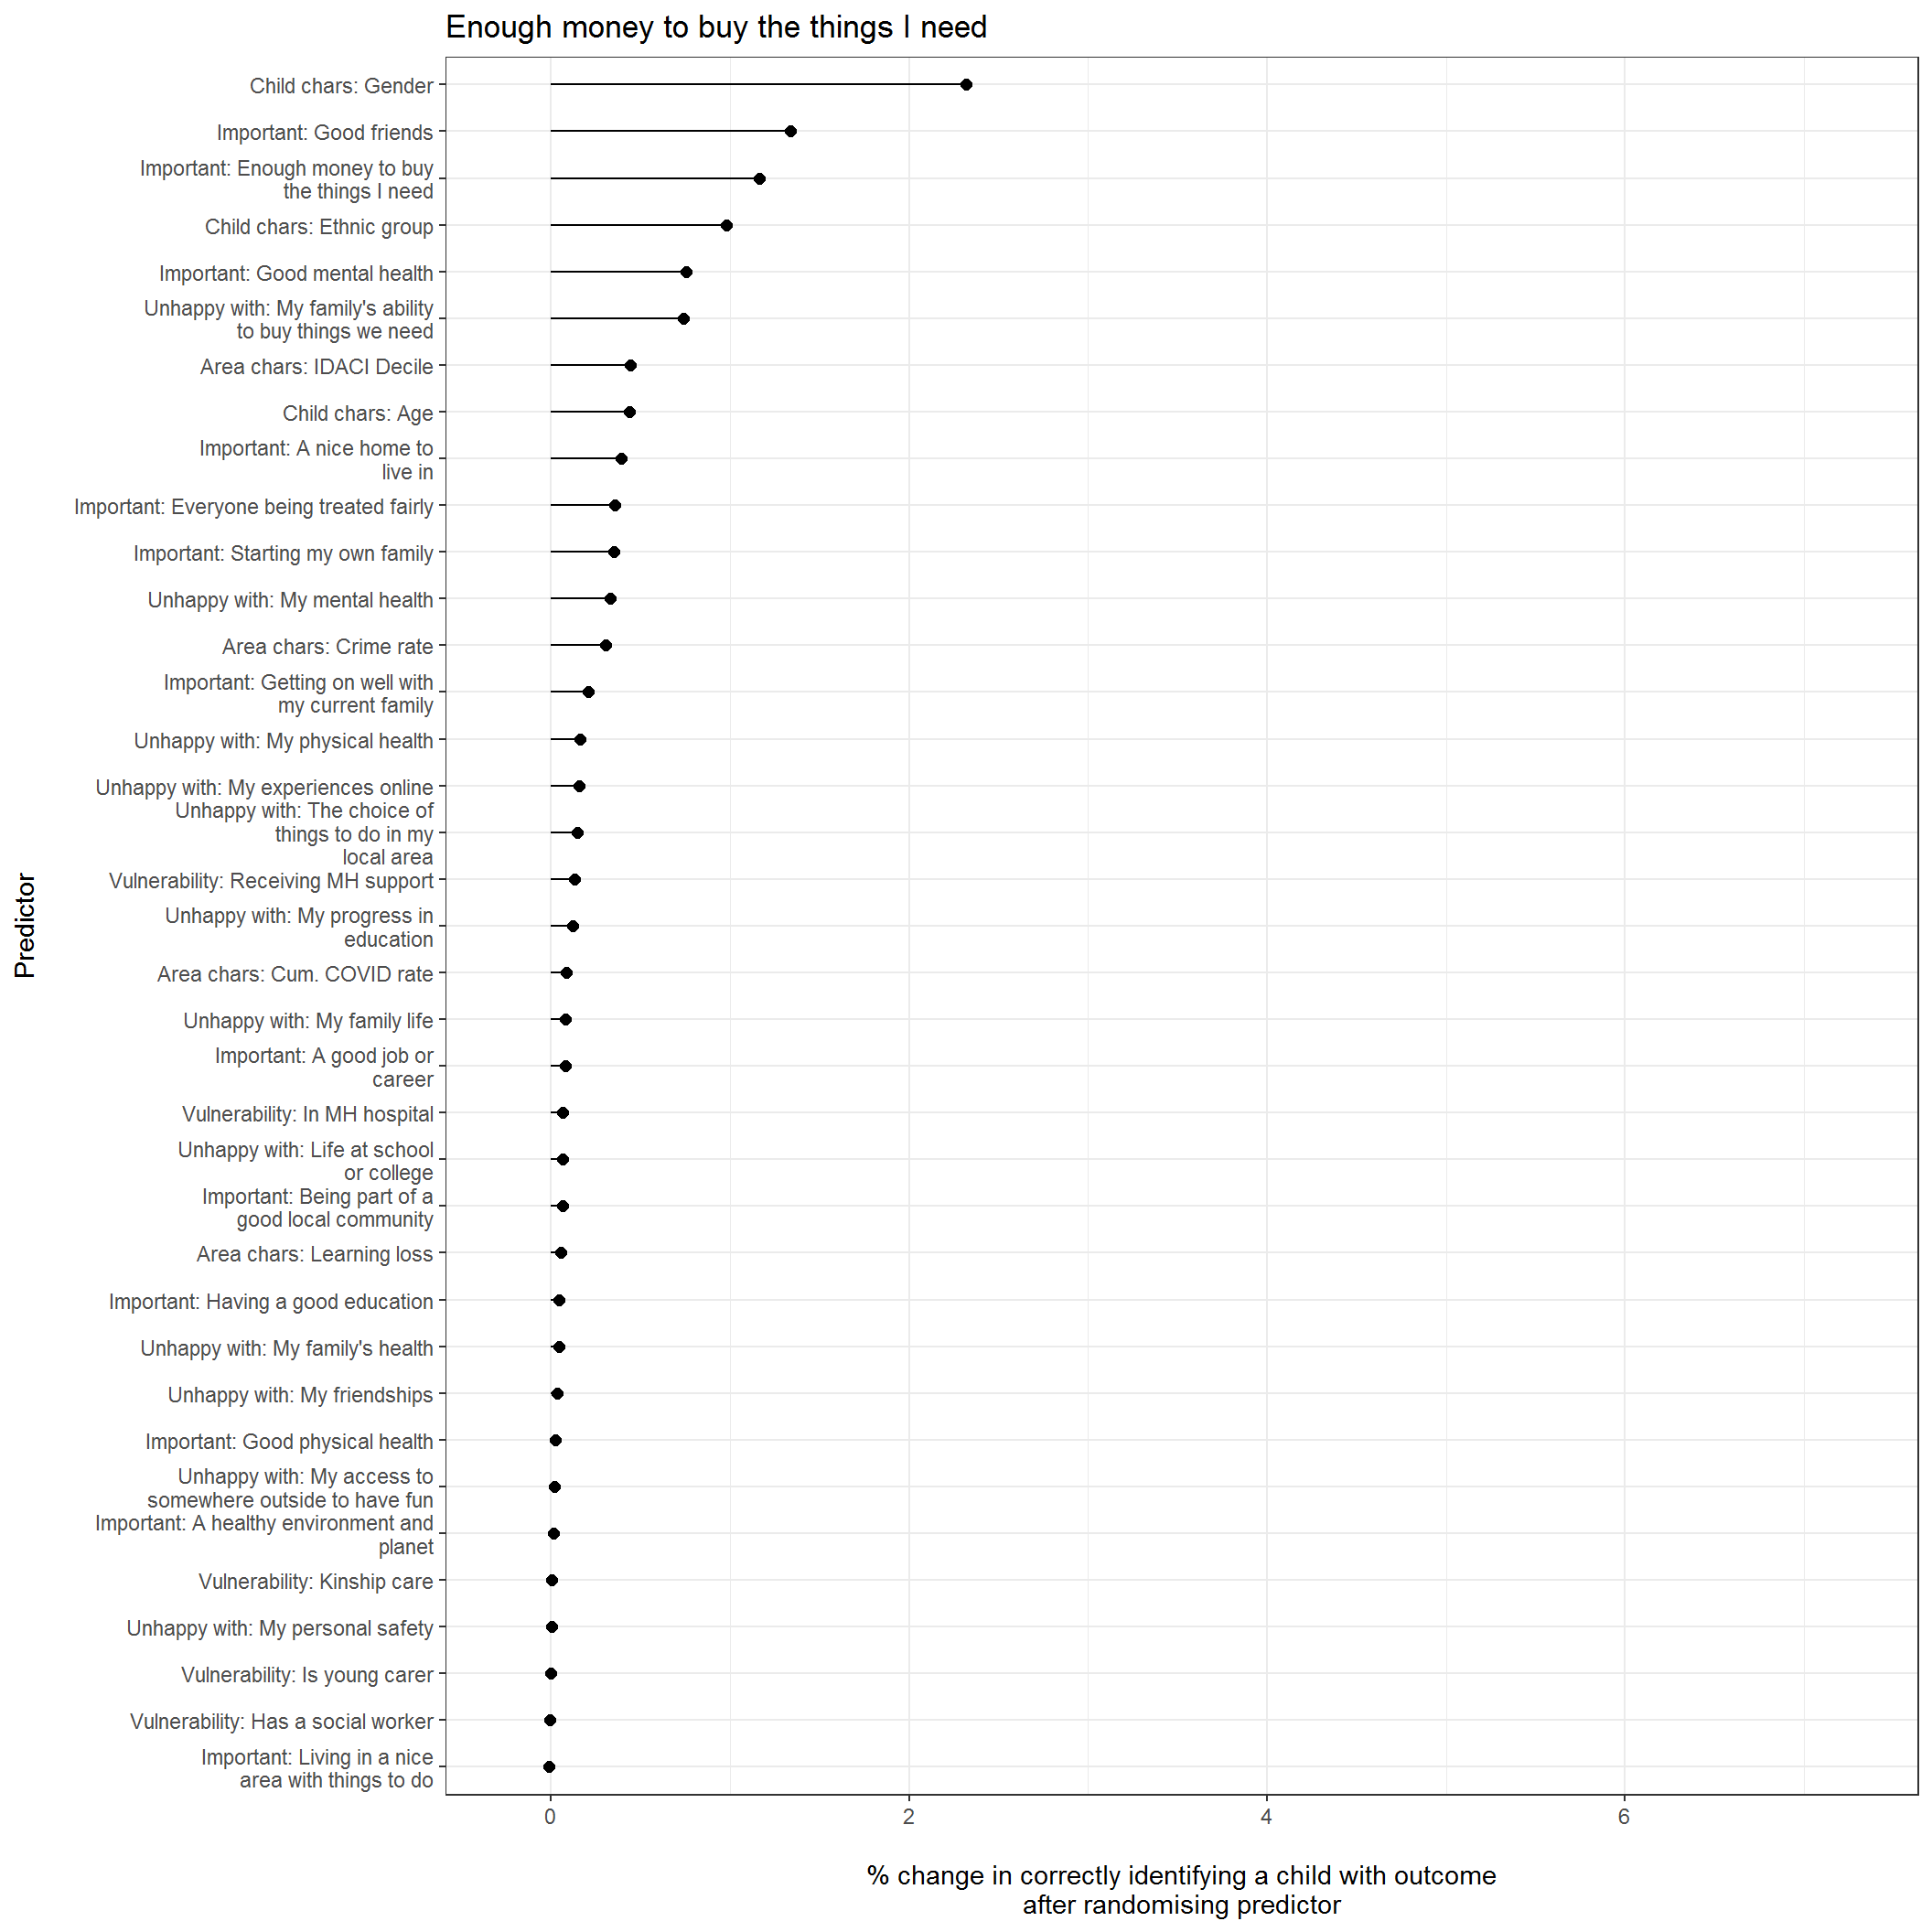 Enough money to buy the things I need
Child chars: Gender
Important: Good friends
Important: Enough money to buy
the things I need
Child chars: Ethnic group
Important: Good mental health
Unhappy with: My family's ability
to buy things we need
Area chars: IDACI Decile
Child chars: Age
Important: A nice home to
live in
Important: Everyone being treated fairly
Important: Starting my own family
Unhappy with: My mental health
Area chars: Crime rate
Important: Getting on well with
my current family
Unhappy with: My physical health
Unhappy with: My experiences online
Unhappy with: The choice of
things to do in my
local area
Vulnerability: Receiving MH support
Unhappy with: My progress in
education
Area chars: Cum. COVID rate
Unhappy with: My family life
Important: A good job or
career
Vulnerability: In MH hospital
Unhappy with: Life at school
or college
Important: Being part of a
good local community
Area chars: Learning loss
Important: Having a good education
Unhappy with: My family's health
Unhappy with: My friendships
Important: Good physical health
Unhappy with: My access to
somewhere outside to have fun
Important: A healthy environment and
planet
Vulnerability: Kinship care
Unhappy with: My personal safety
Vulnerability: Is young carer
Vulnerability: Has a social worker
Important: Living in a nice
area with things to do
Predictor
0 2 4 6
% change in correctly identifying a child with outcome
after randomising predictor